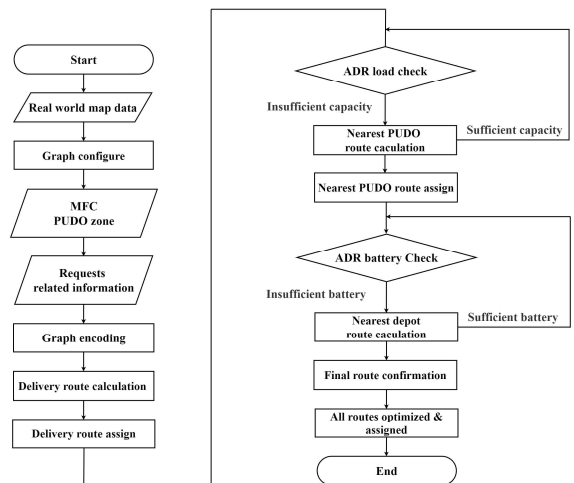 Start
Real world map data
Graph configure
MFC
PUDO zone
Requests
related information
Graph encoding
Delivery route calculation
Delivery route assign
ADR load check
Insufficient capacity
Nearest PUDO
route caculation
Sufficient capacity
Nearest PUDO route assign
ADR battery Check
Insufficient battery
Nearest depot
route caculation
Sufficient battery
Final route confirmation
All routes optimized &
assigned
End